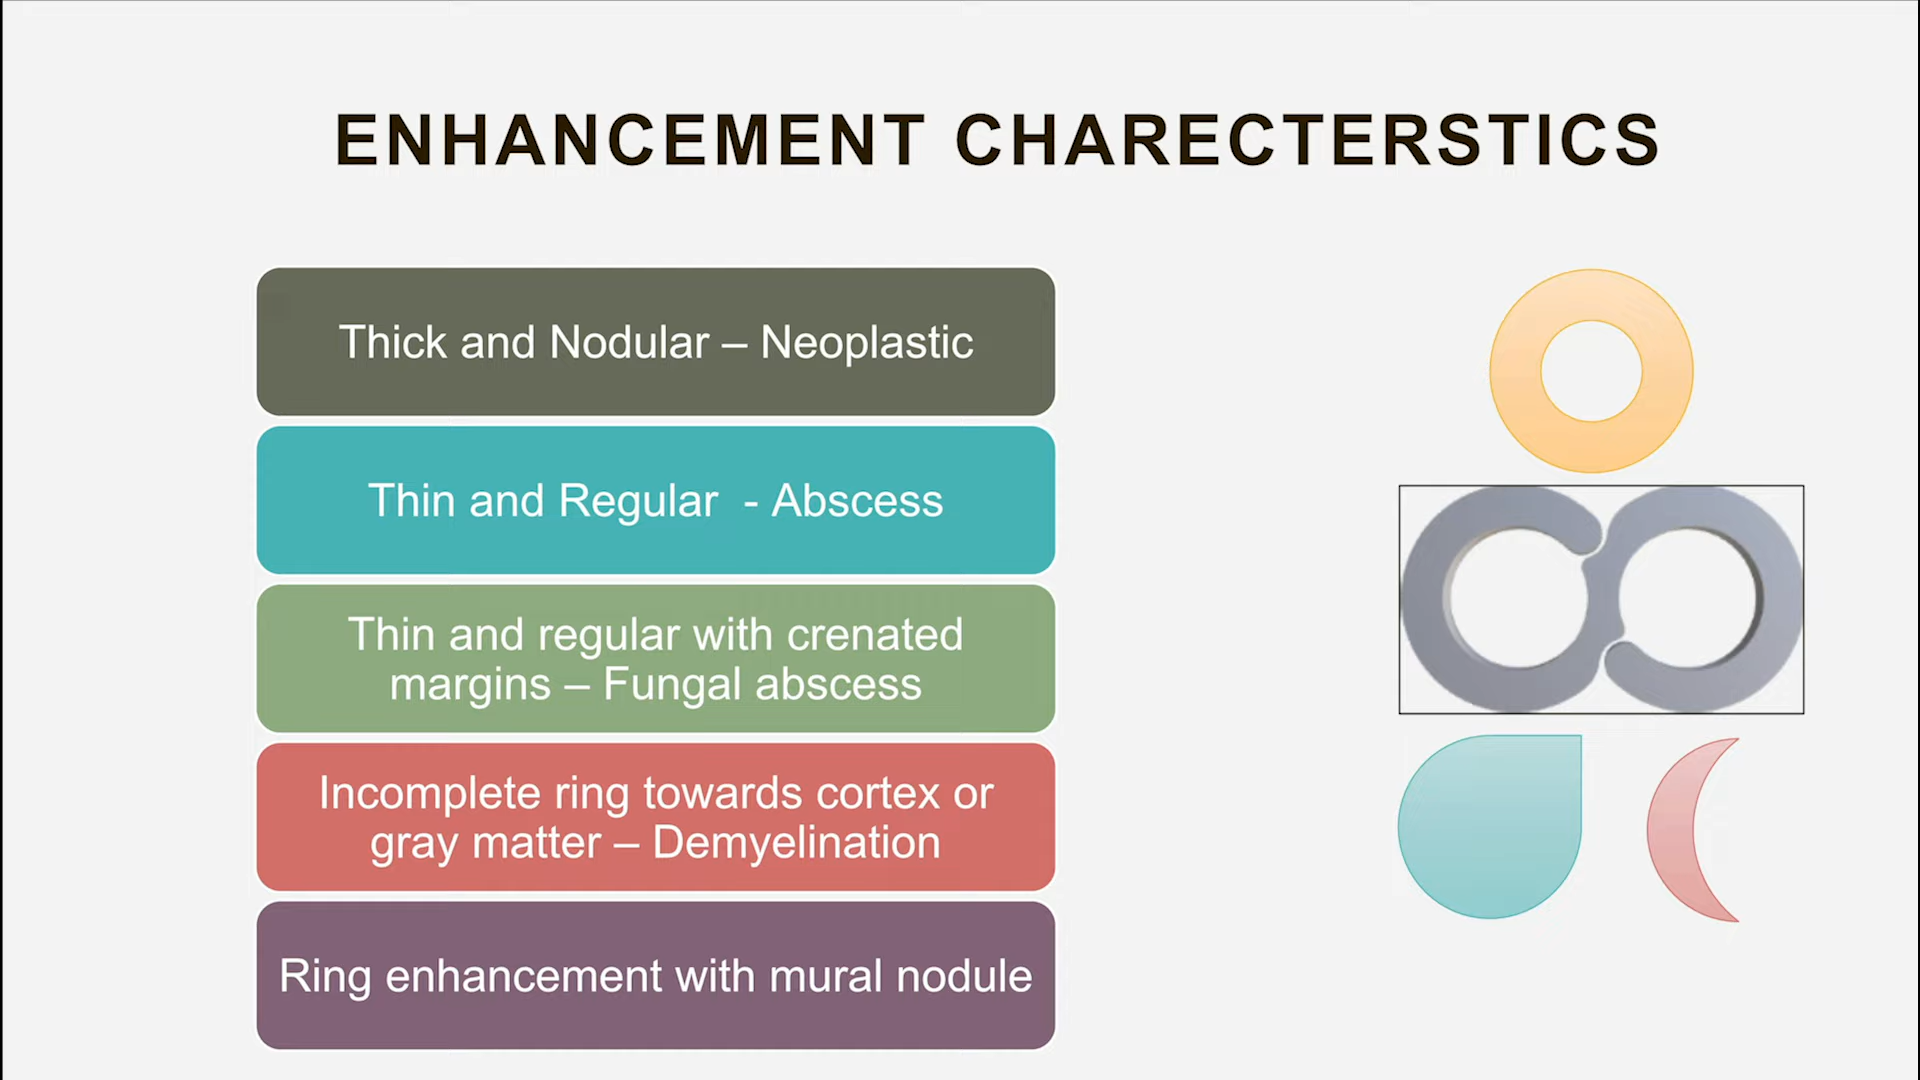 ENHANCEMENT CHARECTERSTICS
Thick and Nodular – Neoplastic
Thin and Regular  - Abscess
Thin and regular with crenated
margins – Fungal abscess
Incomplete ring towards cortex or
gray matter – Demyelination
Ring enhancement with mural nodule